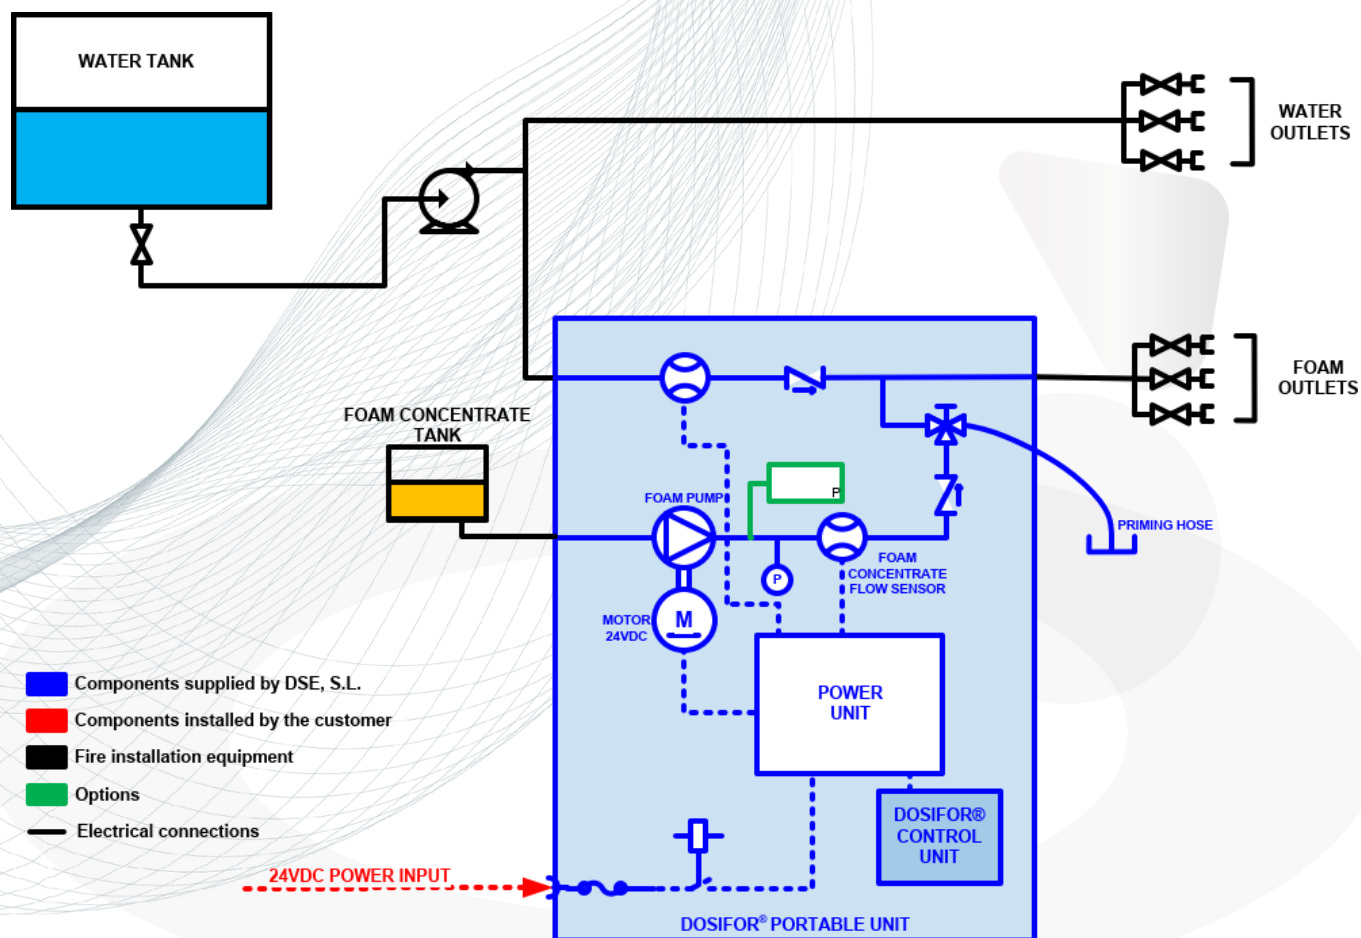 WATER TANK
WATER
OUTLETS
FOAM
OUTLETS
FOAM CONCENTRATE
TANK
FOAM PUMP
P
P
FOAM
CONCENTRATE
FLOW SENSOR
PRIMING HOSE
MOTOR
24VDC
M
POWER
UNIT
Components supplied by DSE, S.L.
Components installed by the customer
Fire installation equipment
Options
Electrical connections
DOSIFOR®
CONTROL
UNIT
24VDC POWER INPUT
DOSIFOR® PORTABLE UNIT